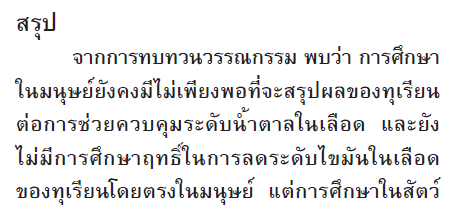 สรุป
จากการทบทวนวรรณกรรม พบว่า การศึกษา
ในมนุษย์ยังคงมีไม่เพียงพอที่จะสรุปผลของทุเรียน
ต่อการช่วยควบคุมระดับน้ำตาลในเลือด และยัง
ไม่มีการศึกษาฤทธิ์ในการลดระดับไขมันในเลือด
ของทุเรียนโดยตรงในมนุษย์ แต่การศึกษาในสัตว์